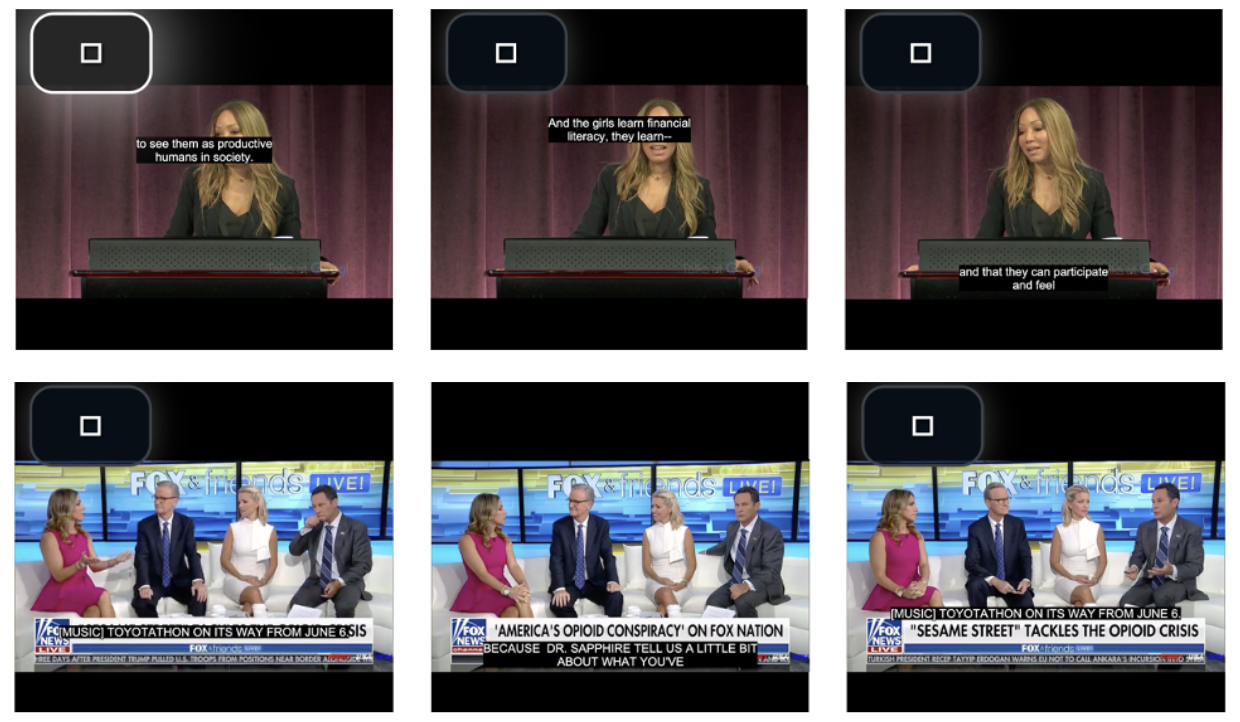 to see them as productive
humans in society.
And the girls learn financial
literacy, they learn--
and that they can participate
and feel
FOX & friends LIVE!
FOX NEWS
[MUSIC] TOYOTATHON ON ITS WAY FROM JUNE 6, SIS
LIVE
FOX & friends
THREE DAYS AFTER PRESIDENT TRUMP PULLED U.S. TROOPS FROM POSITIONS NEAR BORDER
FOX & friends LIVE!
FOX NEWS
'AMERICA'S OPIOID CONSPIRACY' ON FOX NATION
channel
BECAUSE DR. SAPPHIRE TELL US A LITTLE BIT
ABOUT WHAT YOU'VE
FOX & friends LIVE!
[MUSIC] TOYOTATHON ON ITS WAY FROM JUNE 6,
FOX NEWS
"SESAME STREET" TACKLES THE OPIOID CRISIS
LIVE
FOX & friends
TURKISH PRESIDENT RECEP TAYYIP ERDOGAN WARNS EU NOT TO CALL ANKARA'S INCURSION